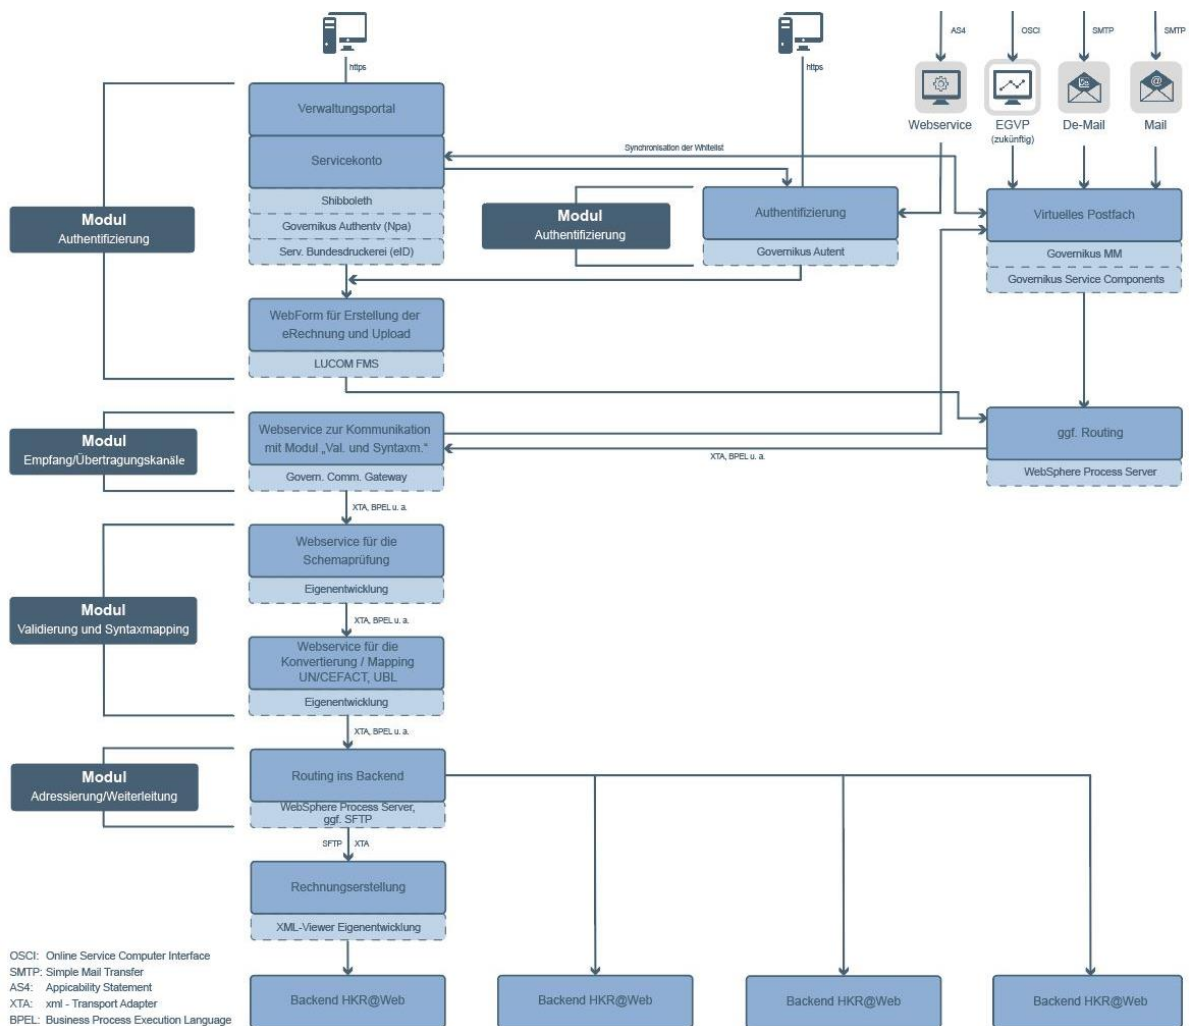 https
https
AS4
OSCI
SMTP
SMTP
Webservice
EGVP
(zukünftig)
De-Mail
@
Mail
Verwaltungsportal
Servicekonto
Shibboleth
Governikus Authentv (Npa)
Serv. Bundesdruckerei (eID)
Synchronisation der Whitelist
Modul
Authentifizierung
Modul
Authentifizierung
Authentifizierung
Governikus Autent
Virtuelles Postfach
Governikus MM
Governikus Service Components
WebForm für Erstellung der
eRechnung und Upload
LUCOM FMS
Modul
Empfang/Übertragungskanäle
Webservice zur Kommunikation
mit Modul „Val. und Syntaxm.“
Govern. Comm. Gateway
XTA, BPEL u. a.
ggf. Routing
WebSphere Process Server
XTA, BPEL u. a.
Modul
Validierung und Syntaxmapping
Webservice für die
Schemaprüfung
Eigenentwicklung
XTA, BPEL u. a.
Webservice für die
Konvertierung / Mapping
UN/CEFACT, UBL
Eigenentwicklung
XTA, BPEL u. a.
Modul
Adressierung/Weiterleitung
Routing ins Backend
WebSphere Process Server,
ggf. SFTP
SFTP
XTA
Rechnungserstellung
XML-Viewer Eigenentwicklung
OSCI: Online Service Computer Interface
SMTP: Simple Mail Transfer
AS4: Appicability Statement
XTA: xml - Transport Adapter
BPEL: Business Process Execution Language
Backend HKR@Web
Backend HKR@Web
Backend HKR@Web
Backend HKR@Web